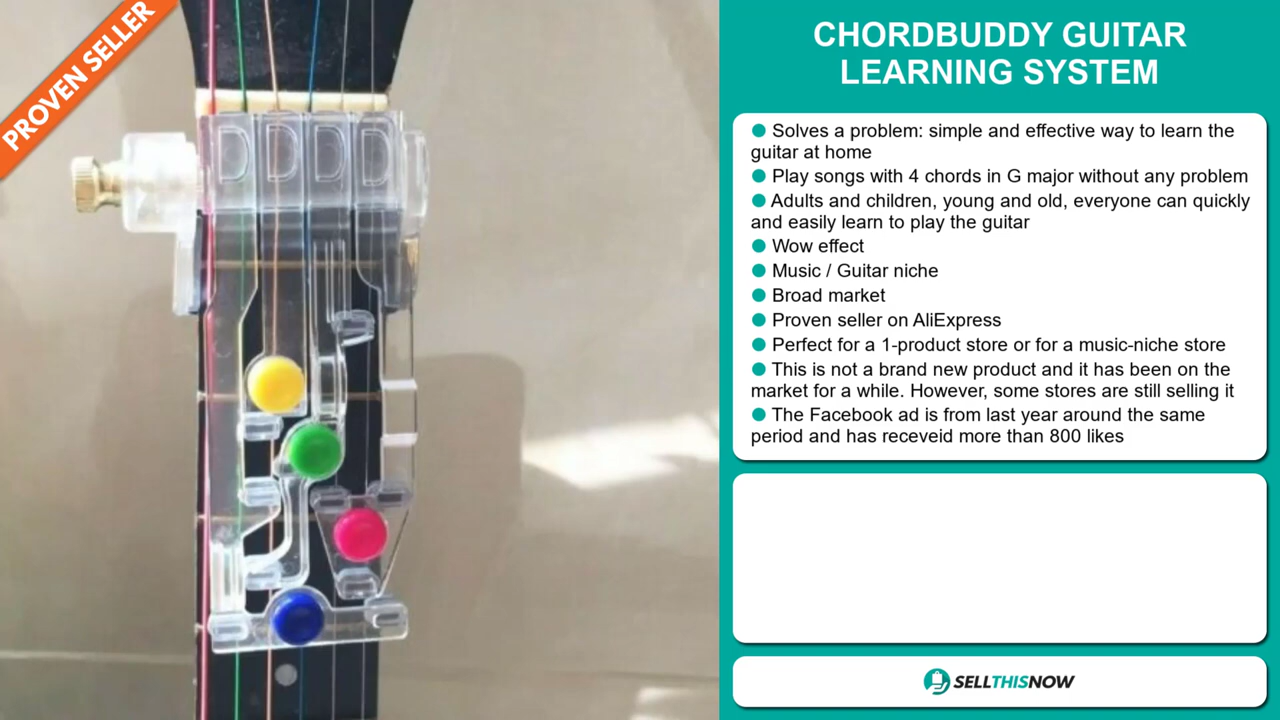 PROVEN SELLER
CHORDBUDDY GUITAR
LEARNING SYSTEM
● Solves a problem: simple and effective way to learn the
guitar at home
● Play songs with 4 chords in G major without any problem
● Adults and children, young and old, everyone can quickly
and easily learn to play the guitar
● Wow effect
● Music / Guitar niche
● Broad market
● Proven seller on AliExpress
● Perfect for a 1-product store or for a music-niche store
● This is not a brand new product and it has been on the
market for a while. However, some stores are still selling it
● The Facebook ad is from last year around the same
period and has receveid more than 800 likes
SELLTHISNOW